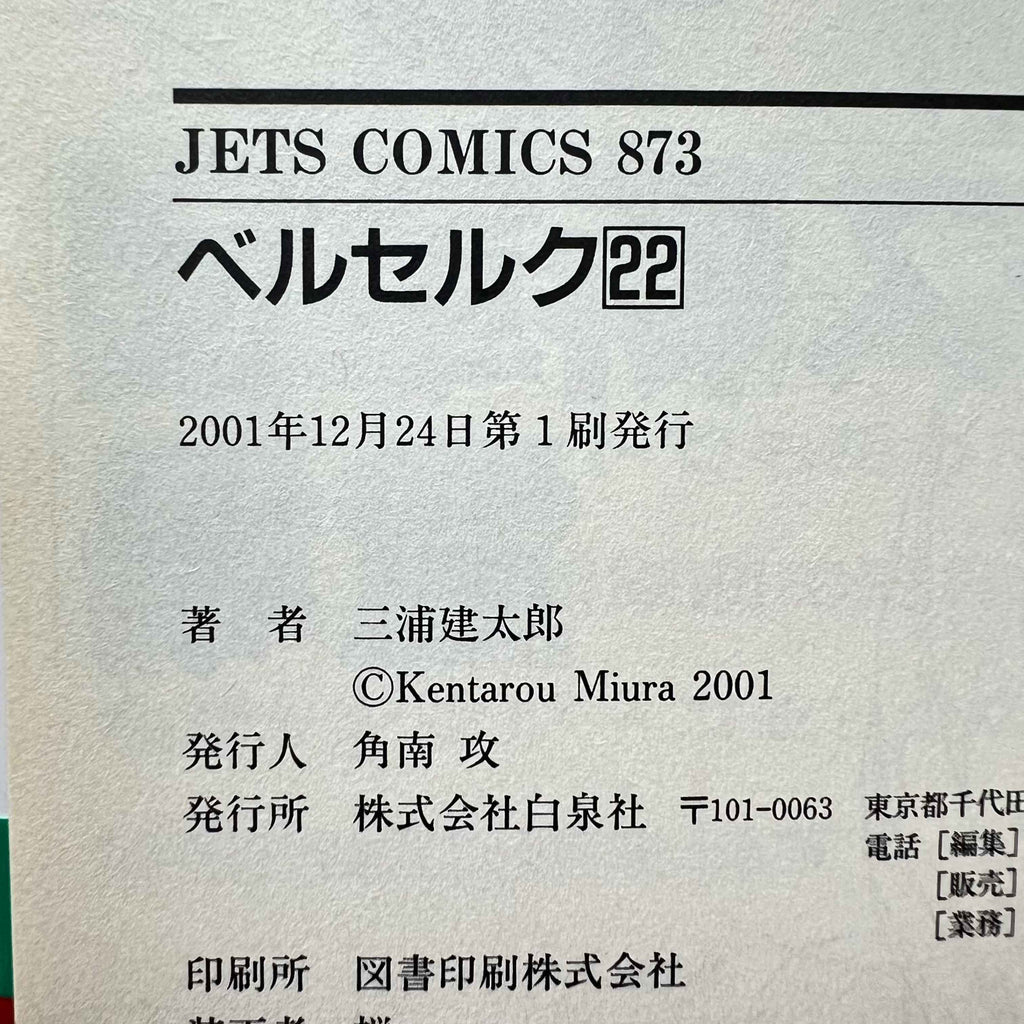 JETS COMICS 873
ベルセルク22
2001年12月24日第1刷発行
著　者　三浦建太郎
©Kentarou Miura 2001
発行人　角南 攻
発行所　株式会社白泉社　〒101-0063　東京都千代田
電話［編集］
［販売］
［業務］
印刷所　図書印刷株式会社